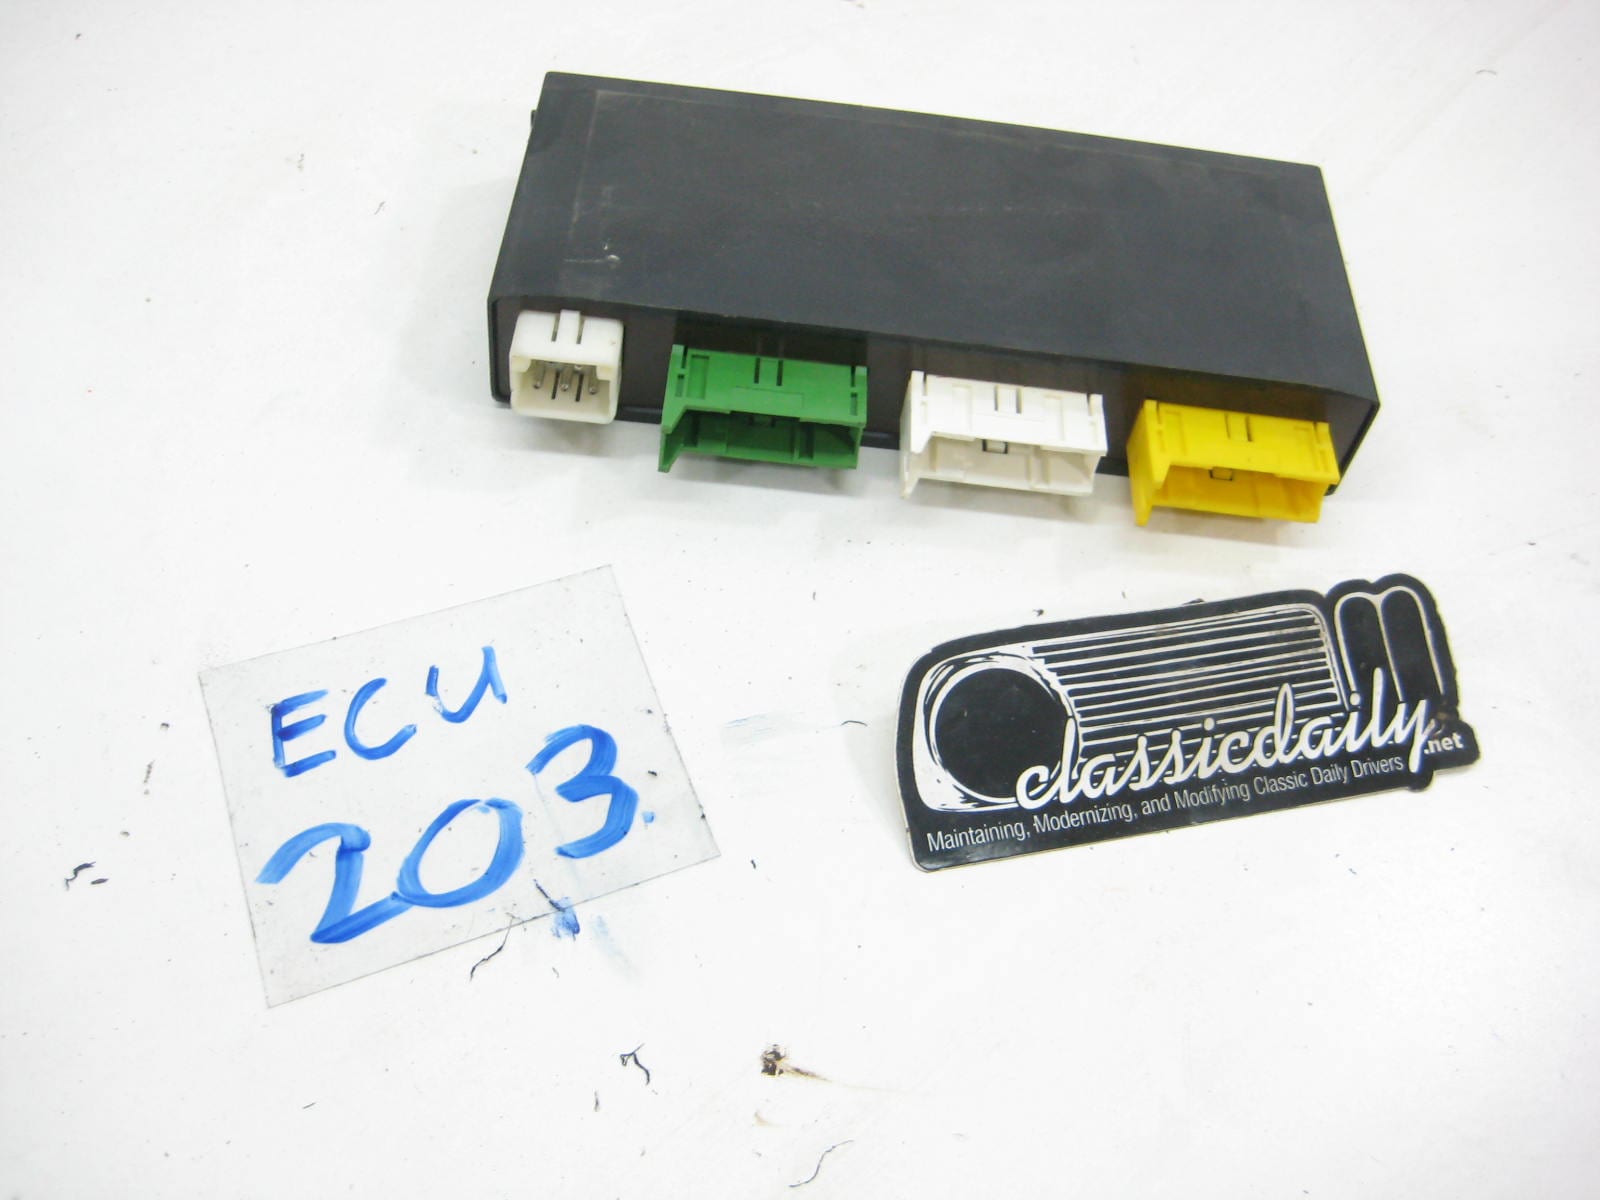 ECU
203.
classicdaily.net
Maintaining, Modernizing, and Modifying Classic Daily Drivers